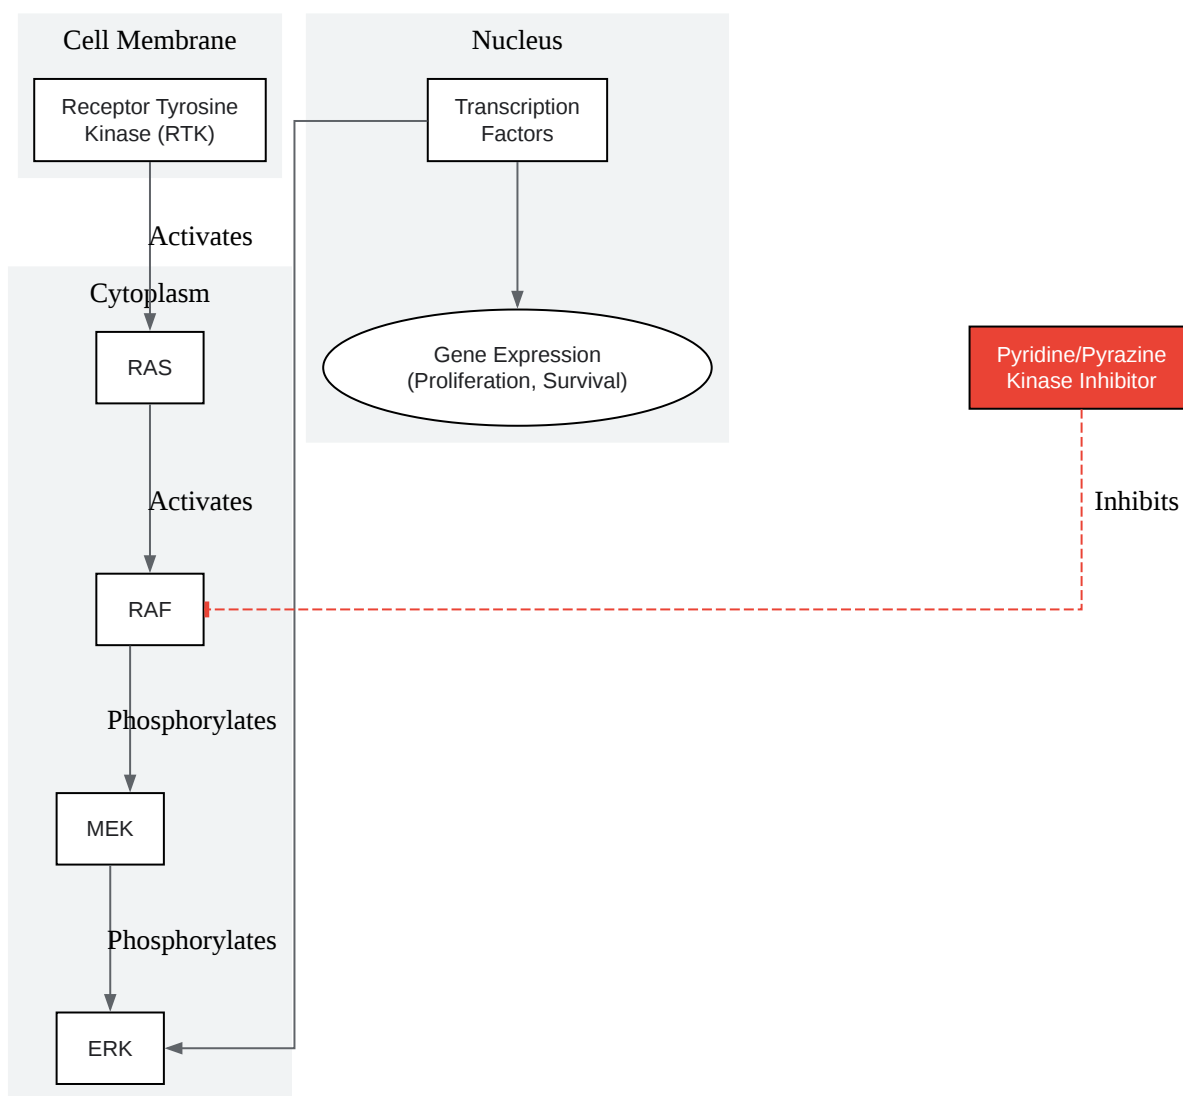 Cell Membrane
Receptor Tyrosine
Kinase (RTK)
Activates
Cytoplasm
RAS
Activates
RAF
Phosphorylates
MEK
Phosphorylates
ERK
Nucleus
Transcription
Factors
Gene Expression
(Proliferation, Survival)
Pyridine/Pyrazine
Kinase Inhibitor
Inhibits